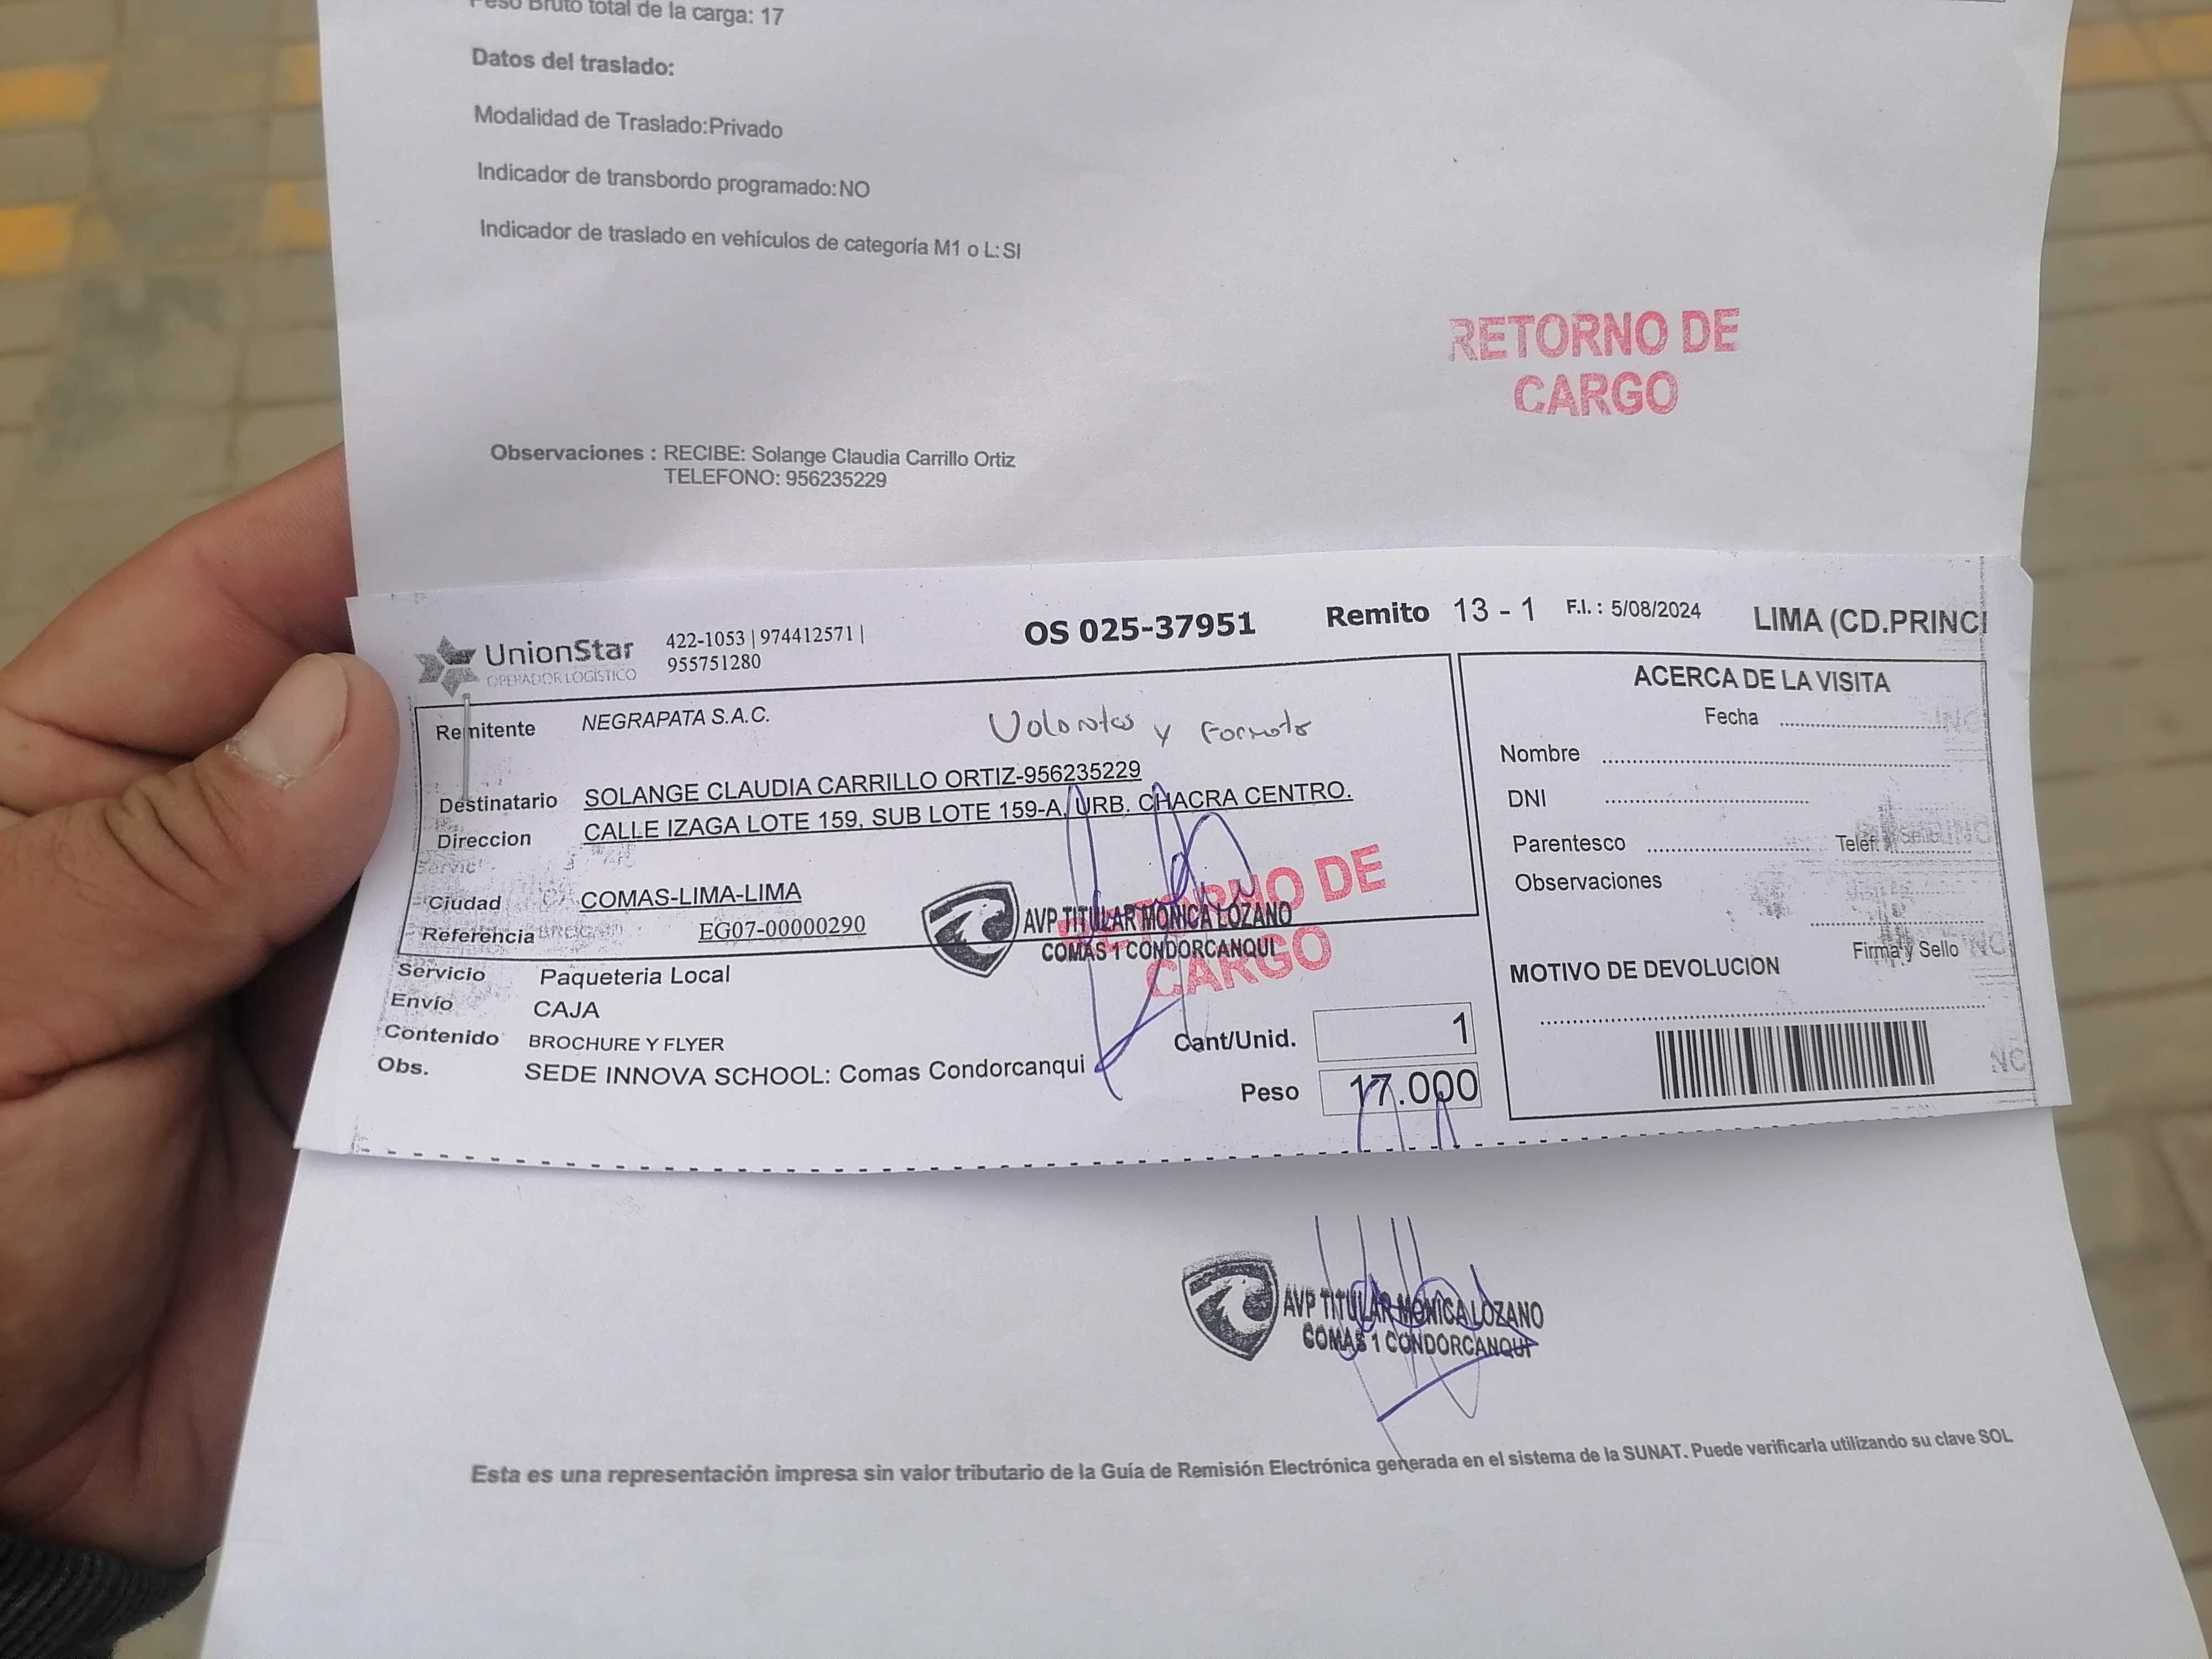 Peso Bruto total de la carga: 17
Datos del traslado:
Modalidad de Traslado:Privado
Indicador de transbordo programado:NO
Indicador de traslado en vehículos de categoría M1 o L:SI
RETORNO DE
CARGO
Observaciones : RECIBE: Solange Claudia Carrillo Ortiz
TELEFONO: 956235229
UnionStar
OPERADOR LOGÍSTICO
422-1053 | 974412571 |
955751280
OS 025-37951
Remito 13 - 1
F.I. : 5/08/2024
LIMA (CD.PRINCI
Remitente NEGRAPATA S.A.C.
y Formato
Destinatario SOLANGE CLAUDIA CARRILLO ORTIZ-956235229
Direccion CALLE IZAGA LOTE 159, SUB LOTE 159-A, URB. CHACRA CENTRO.
Ciudad COMAS-LIMA-LIMA
Referencia EG07-00000290
RETORNO DE
CARGO
AVP TITULAR MONICA LOZANO
COMAS 1 CONDORCANQUI
Servicio Paqueteria Local
Envío CAJA
Contenido BROCHURE Y FLYER
Obs. SEDE INNOVA SCHOOL: Comas Condorcanqui
Cant/Unid. 1
Peso 17.000
ACERCA DE LA VISITA
Fecha
Nombre
DNI
Parentesco Teléf.
Observaciones
Firma y Sello
MOTIVO DE DEVOLUCION
AVP TITULAR MONICA LOZANO
COMAS 1 CONDORCANQUI
Esta es una representación impresa sin valor tributario de la Guía de Remisión Electrónica generada en el sistema de la SUNAT. Puede verificarla utilizando su clave SOL